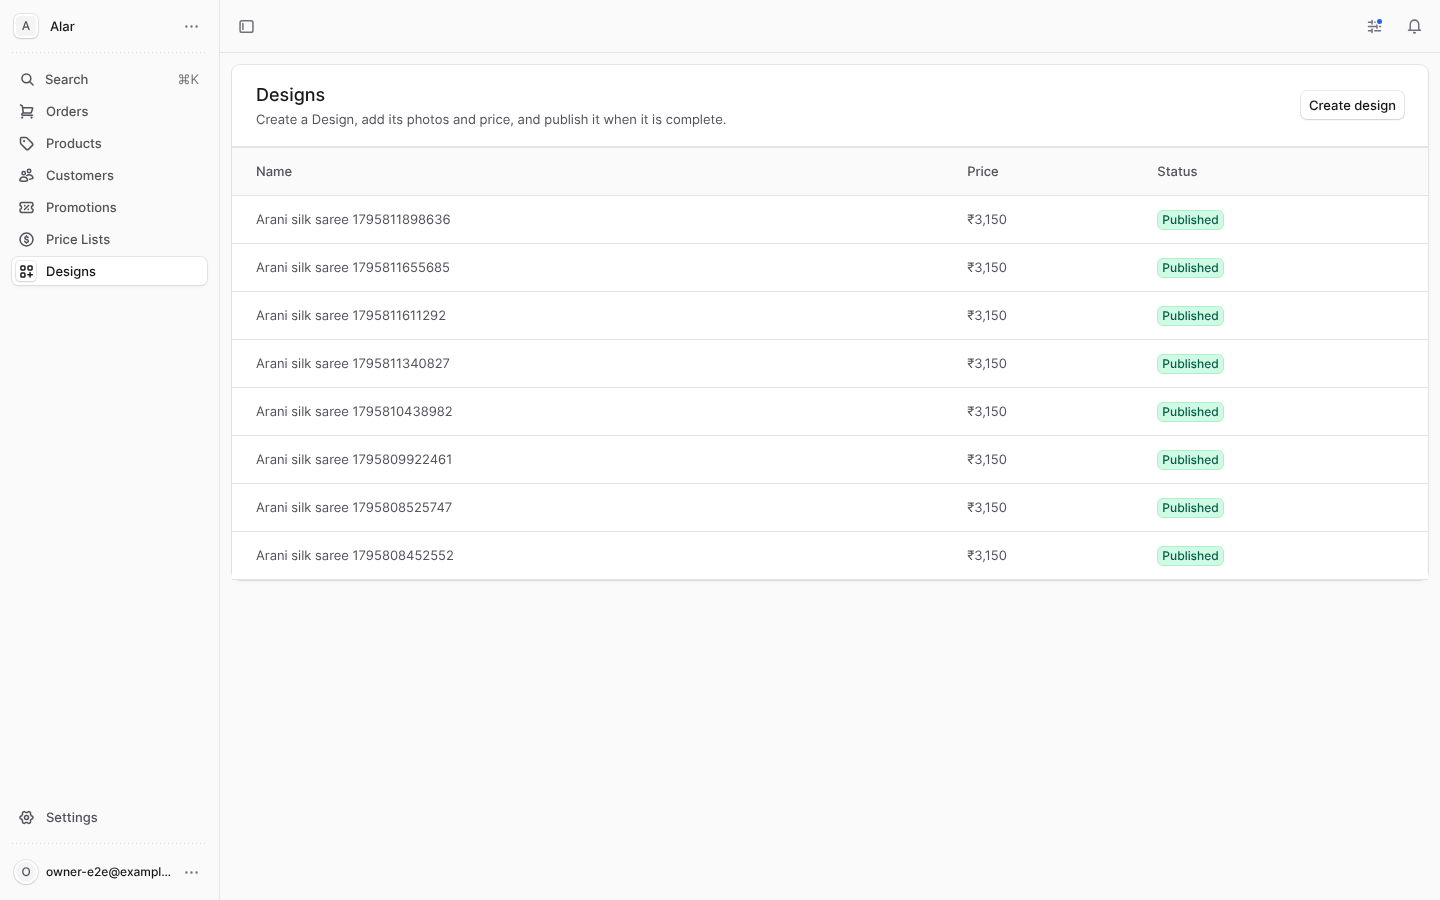 A Alar
Search ⌘K
Orders
Products
Customers
Promotions
Price Lists
Designs
Settings
O owner-e2e@exampl...
Designs
Create a Design, add its photos and price, and publish it when it is complete.
Create design
Name Price Status
Arani silk saree 1795811898636 ₹3,150 Published
Arani silk saree 1795811655685 ₹3,150 Published
Arani silk saree 1795811611292 ₹3,150 Published
Arani silk saree 1795811340827 ₹3,150 Published
Arani silk saree 1795810438982 ₹3,150 Published
Arani silk saree 1795809922461 ₹3,150 Published
Arani silk saree 1795808525747 ₹3,150 Published
Arani silk saree 1795808452552 ₹3,150 Published